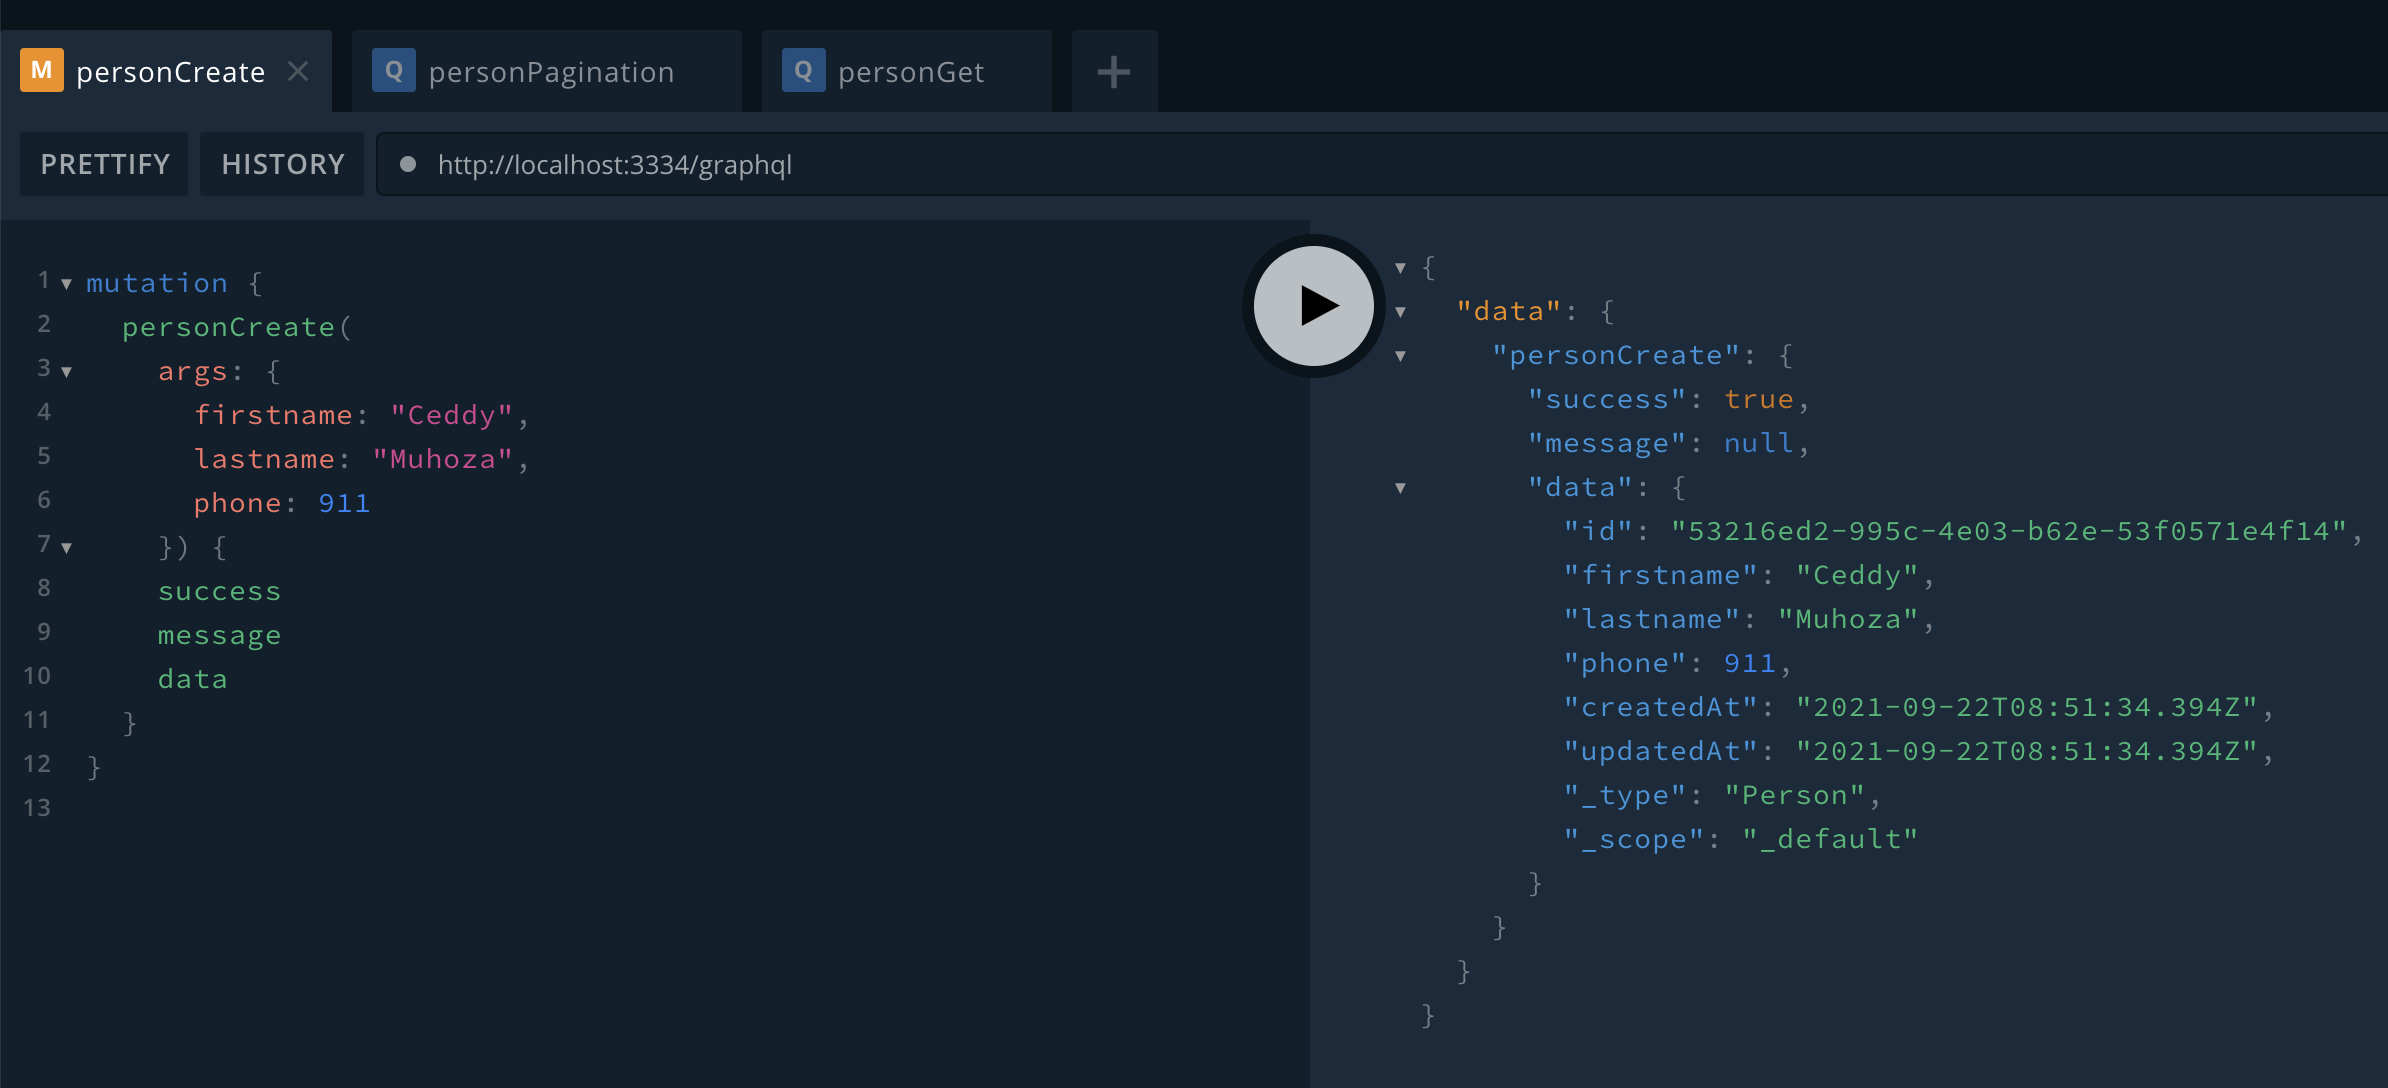 M personCreate × Q personPagination Q personGet +
PRETTIFY HISTORY http://localhost:3334/graphql
1 mutation {
2 personCreate(
3 args: {
4 firstname: "Ceddy",
5 lastname: "Muhoza",
6 phone: 911
7 }) {
8 success
9 message
10 data
11 }
12 }
13
{
"data": {
"personCreate": {
"success": true,
"message": null,
"data": {
"id": "53216ed2-995c-4e03-b62e-53f0571e4f14",
"firstname": "Ceddy",
"lastname": "Muhoza",
"phone": 911,
"createdAt": "2021-09-22T08:51:34.394Z",
"updatedAt": "2021-09-22T08:51:34.394Z",
"_type": "Person",
"_scope": "_default"
}
}
}
}